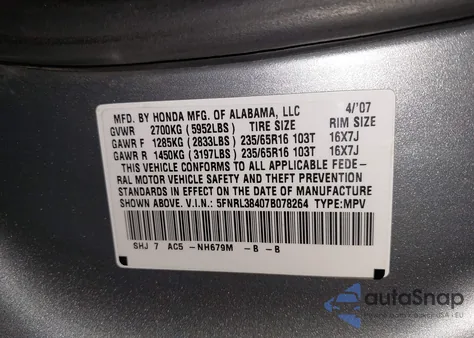 MFD. BY HONDA MFG. OF ALABAMA, LLC 4/'07
GVWR 2700KG (5952LBS) TIRE SIZE RIM SIZE
GAWR F 1285KG (2833LBS) 235/65R16 103T 16X7J
GAWR R 1450KG (3197LBS) 235/65R16 103T 16X7J
THIS VEHICLE CONFORMS TO ALL APPLICABLE FEDE-
RAL MOTOR VEHICLE SAFETY AND THEFT PREVENTION
STANDARDS IN EFFECT ON THE DATE OF MANUFACTURE
SHOWN ABOVE. V.I.N.: 5FNRL38407B078264 TYPE: MPV
SHJ 7 AC5 -NH679M -B -B
autaSnap